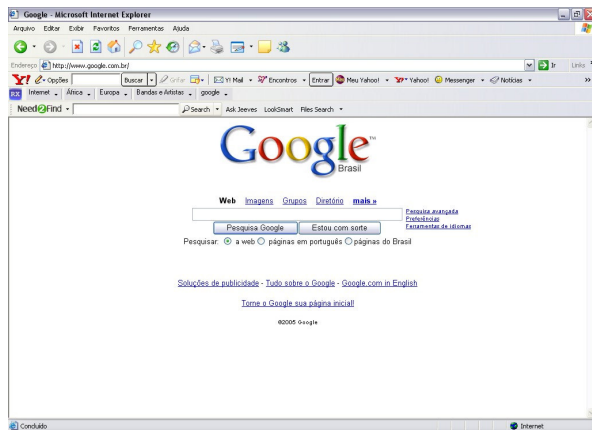 Google - Microsoft Internet Explorer
Arquivo Editar Exibir Favoritos Ferramentas Ajuda
Endereço http://www.google.com.br/ Ir Links
Y! Opções Buscar Grifar Y! Mail Encontros Entrar Meu Yahoo! Y! Yahoo! Messenger Notícias »
RX Internet África Europa Bandas e Artistas google
Need2Find Search Ask Jeeves LookSmart Files Search
Google™
Brasil
Web Imagens Grupos Diretório mais »
Pesquisa avançada
Preferências
Ferramentas de idiomas
Pesquisa Google Estou com sorte
Pesquisar: a web páginas em português páginas do Brasil
Soluções de publicidade - Tudo sobre o Google - Google.com in English
Torne o Google sua página inicial!
©2005 Google
Concluído Internet